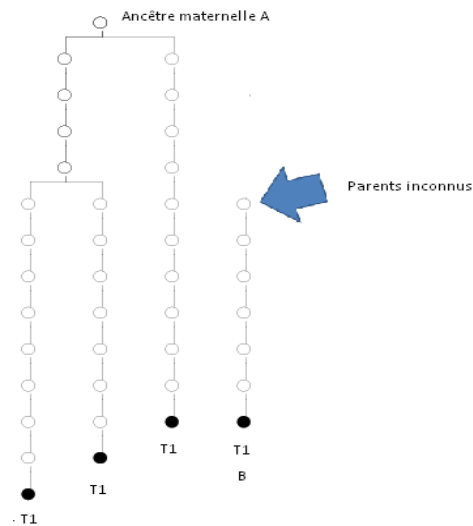 Ancêtre maternelle A
Parents inconnus
T1
T1
B
T1
. T1